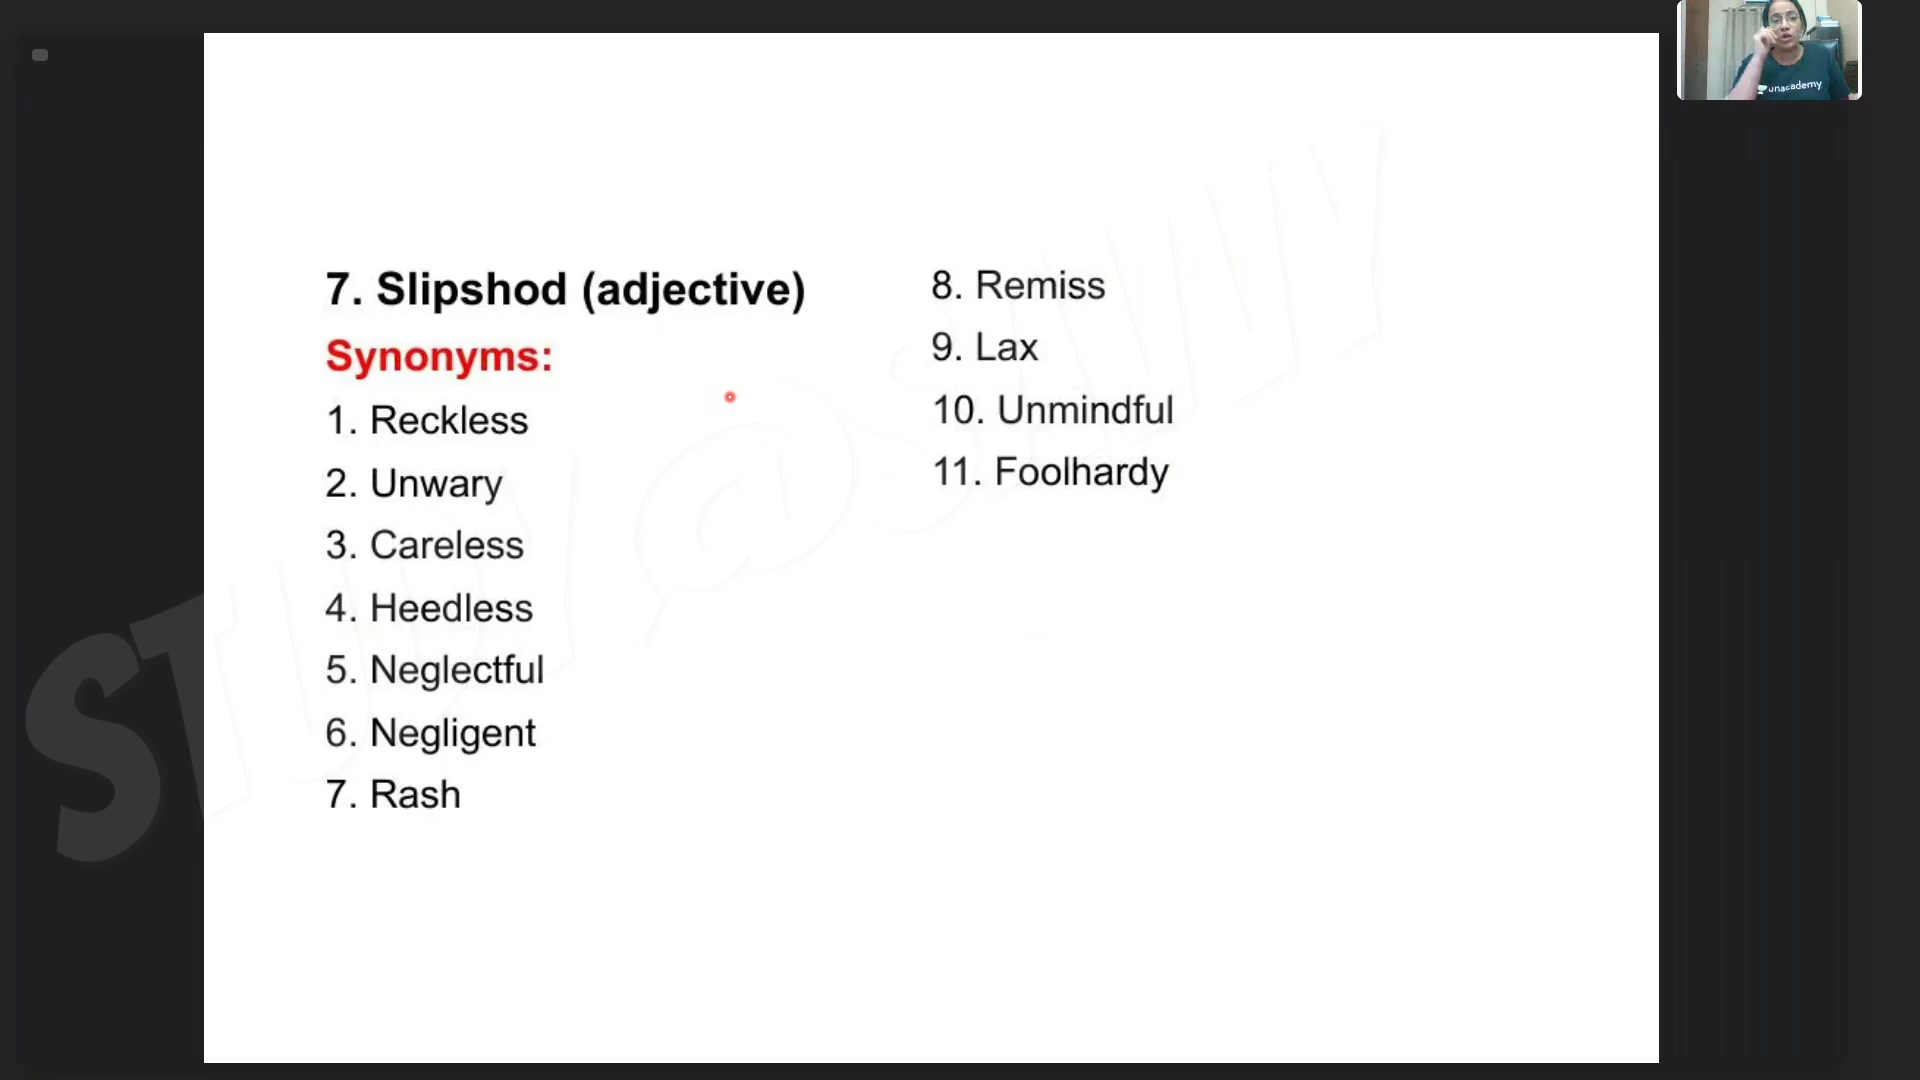 7. Slipshod (adjective)
Synonyms:
1. Reckless
2. Unwary
3. Careless
4. Heedless
5. Neglectful
6. Negligent
7. Rash
8. Remiss
9. Lax
10. Unmindful
11. Foolhardy
unacademy